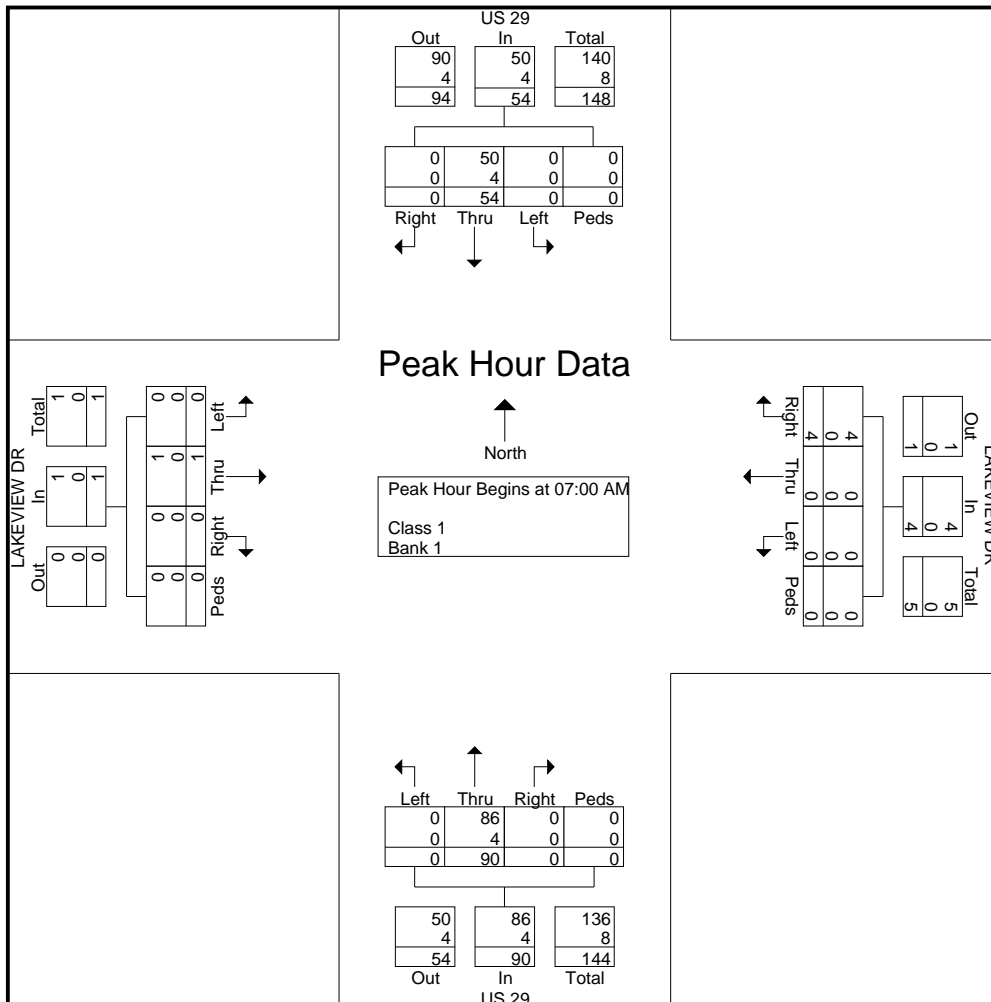 US 29
Out In Total
90 50 140
4 4 8
94 54 148
0 50 0 0
0 4 0 0
0 54 0 0
Right Thru Left Peds
Peak Hour Data
North
Peak Hour Begins at 07:00 AM
Class 1
Bank 1
LAKEVIEW DR
Out In Total
0 1 1
0 0 0
0 1 1
Left Thru Right Peds
0 1 0 0
0 0 0 0
0 1 0 0
LAKEVIEW DR
Out In Total
1 4 5
0 0 0
1 4 5
Right Thru Left Peds
4 0 0 0
0 0 0 0
4 0 0 0
Left Thru Right Peds
0 86 0 0
0 4 0 0
0 90 0 0
50 86 136
4 4 8
54 90 144
Out In Total
US 29